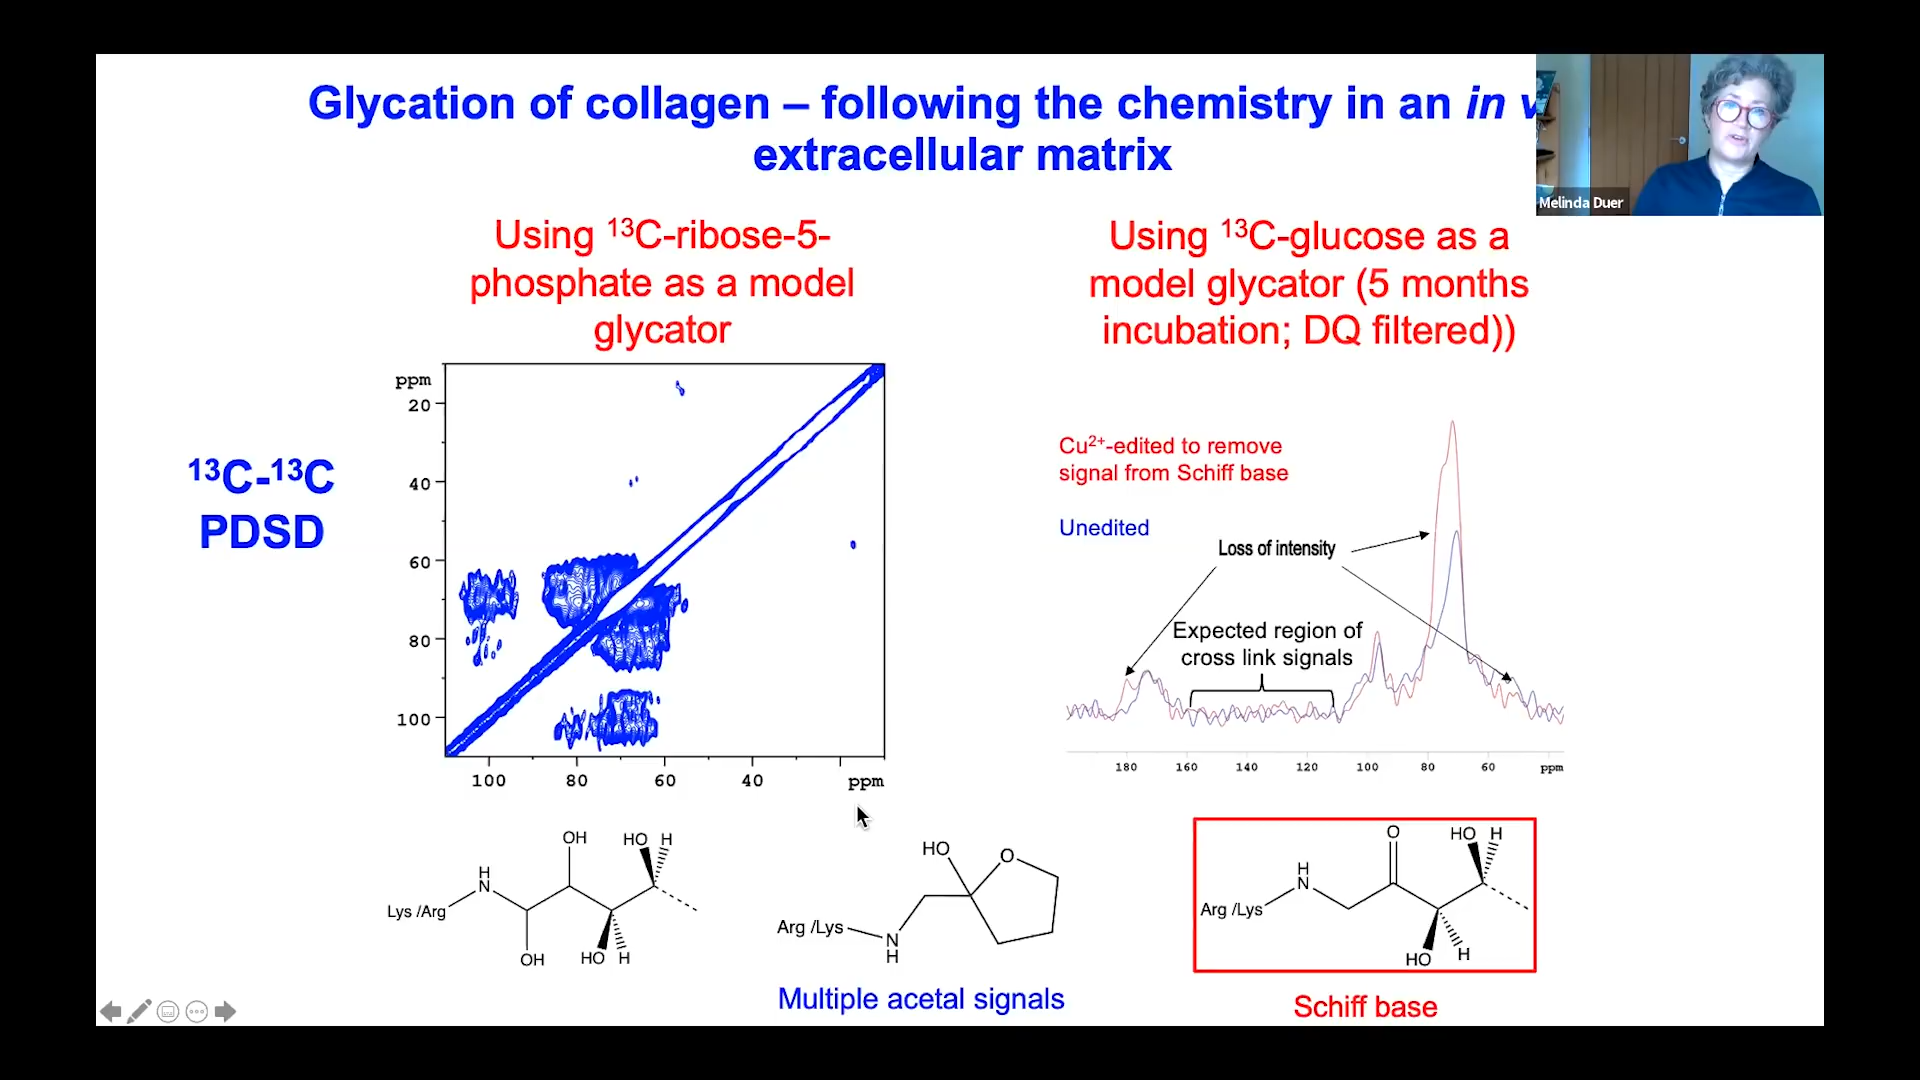 Glycation of collagen – following the chemistry in an in v
extracellular matrix
Melinda Duer
Using ¹³C-ribose-5-
phosphate as a model
glycator
Using ¹³C-glucose as a
model glycator (5 months
incubation; DQ filtered))
¹³C-¹³C
PDSD
ppm
20
40
60
80
100
100 80 60 40 ppm
Cu²⁺-edited to remove
signal from Schiff base
Unedited
Loss of intensity
Expected region of
cross link signals
180 160 140 120 100 80 60 ppm
OH HO H
H
N
Lys /Arg
OH HO H
HO O
Arg /Lys
N
H
Multiple acetal signals
O HO H
H
N
Arg /Lys
HO H
Schiff base